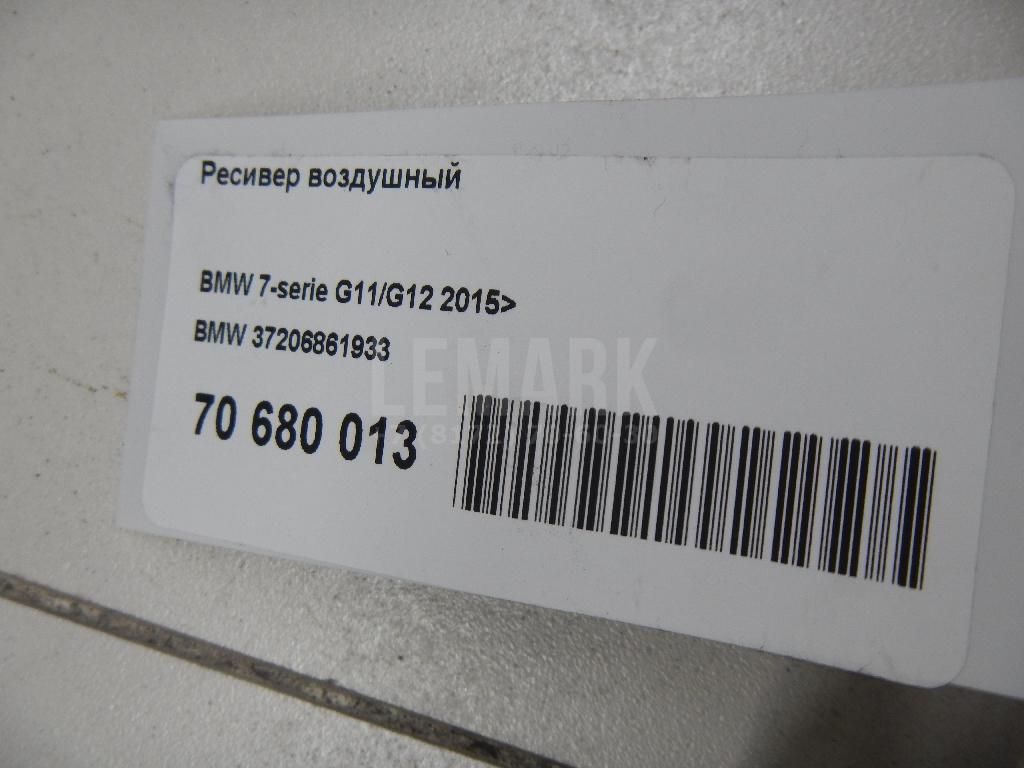 Ресивер воздушный
BMW 7-serie G11/G12 2015>
BMW 37206861933
LEMARK
70 680 013